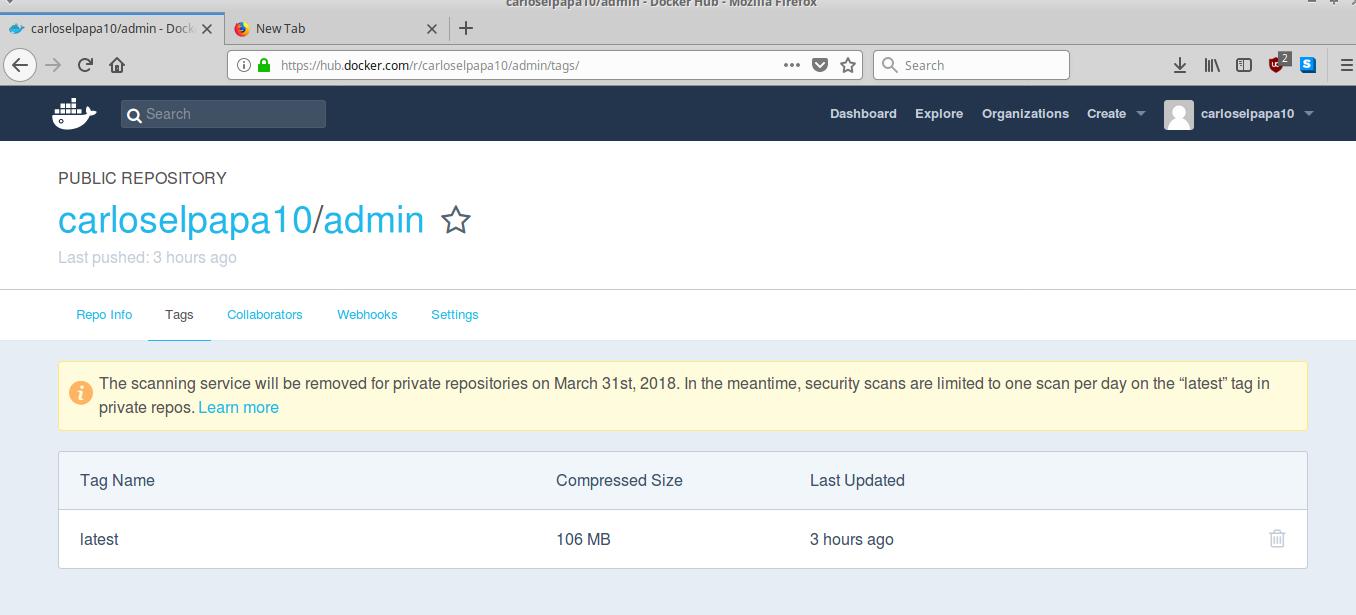 carloselpapa10/admin - Docker Hub - Mozilla Firefox
carloselpapa10/admin - Dock
New Tab
https://hub.docker.com/r/carloselpapa10/admin/tags/
Search
2
S
Search
Dashboard
Explore
Organizations
Create
carloselpapa10
PUBLIC REPOSITORY
carloselpapa10/admin
Last pushed: 3 hours ago
Repo Info
Tags
Collaborators
Webhooks
Settings
The scanning service will be removed for private repositories on March 31st, 2018. In the meantime, security scans are limited to one scan per day on the “latest” tag in
private repos. Learn more
Tag Name
Compressed Size
Last Updated
latest
106 MB
3 hours ago